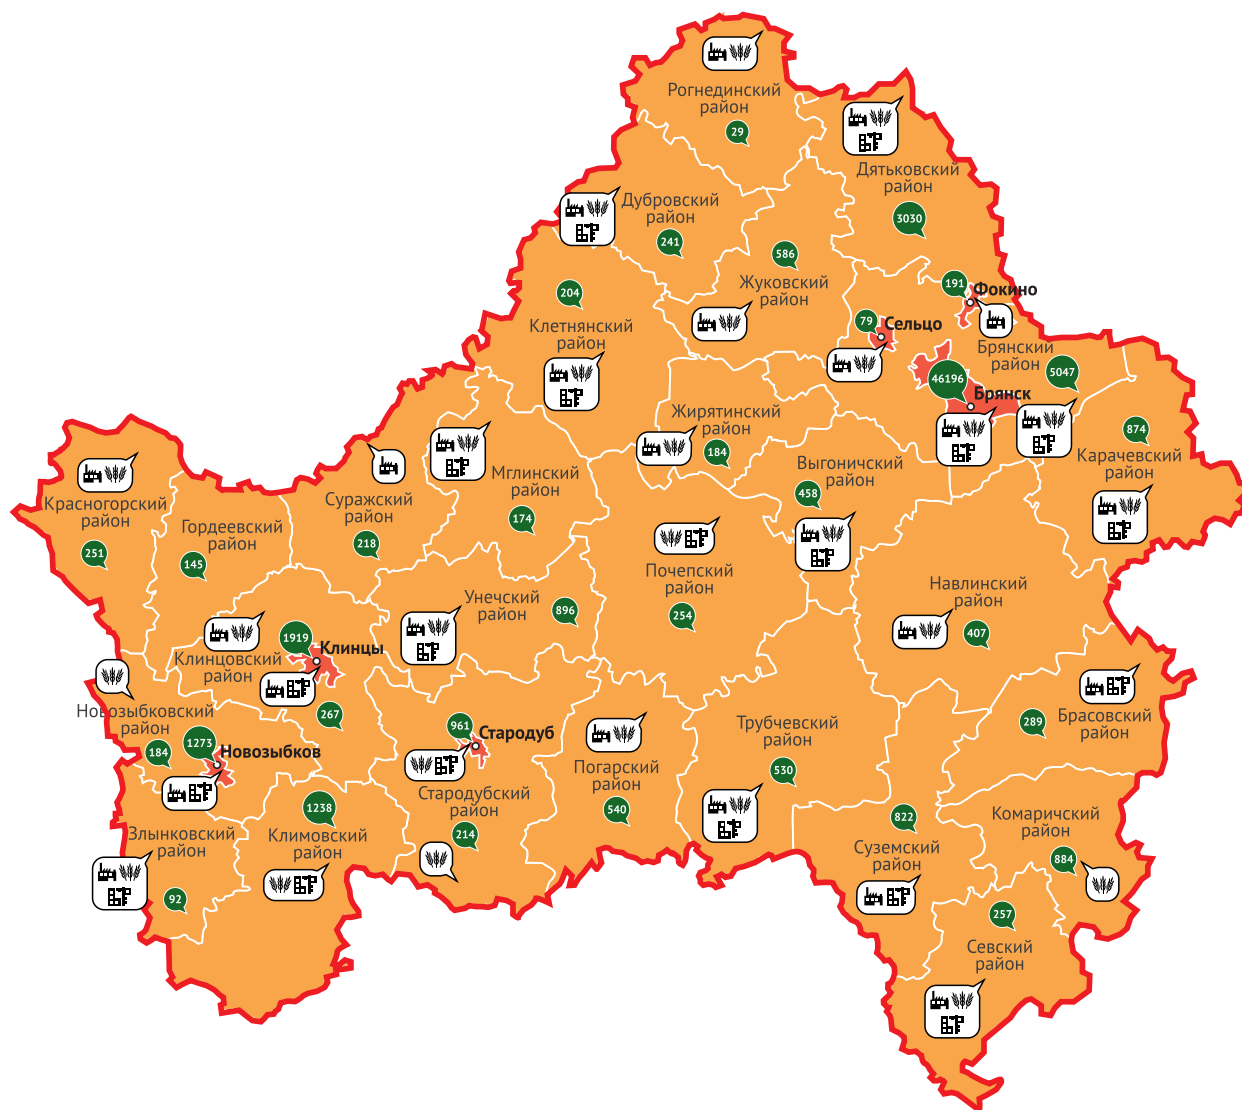 Рогнединский
район
29
Дятьковский
район
3030
Дубровский
район
241
586
Жуковский
район
204
Клетнянский
район
191
Фокино
79
Сельцо
Брянский
район
5047
46196
Брянск
874
Карачевский
район
Жирятинский
район
184
Выгоничский
район
458
Мглинский
район
174
Суражский
район
218
Красногорский
район
251
Гордеевский
район
145
Почепский
район
254
Навлинский
район
407
Унечский
район
896
1919
Клинцы
Клинцовский
район
267
Новозыбковский
район
184
1273
Новозыбков
961
Стародуб
Стародубский
район
214
Погарский
район
540
Трубчевский
район
530
289
Брасовский
район
1238
Климовский
район
Злынковский
район
92
822
Суземский
район
Комаричский
район
884
257
Севский
район